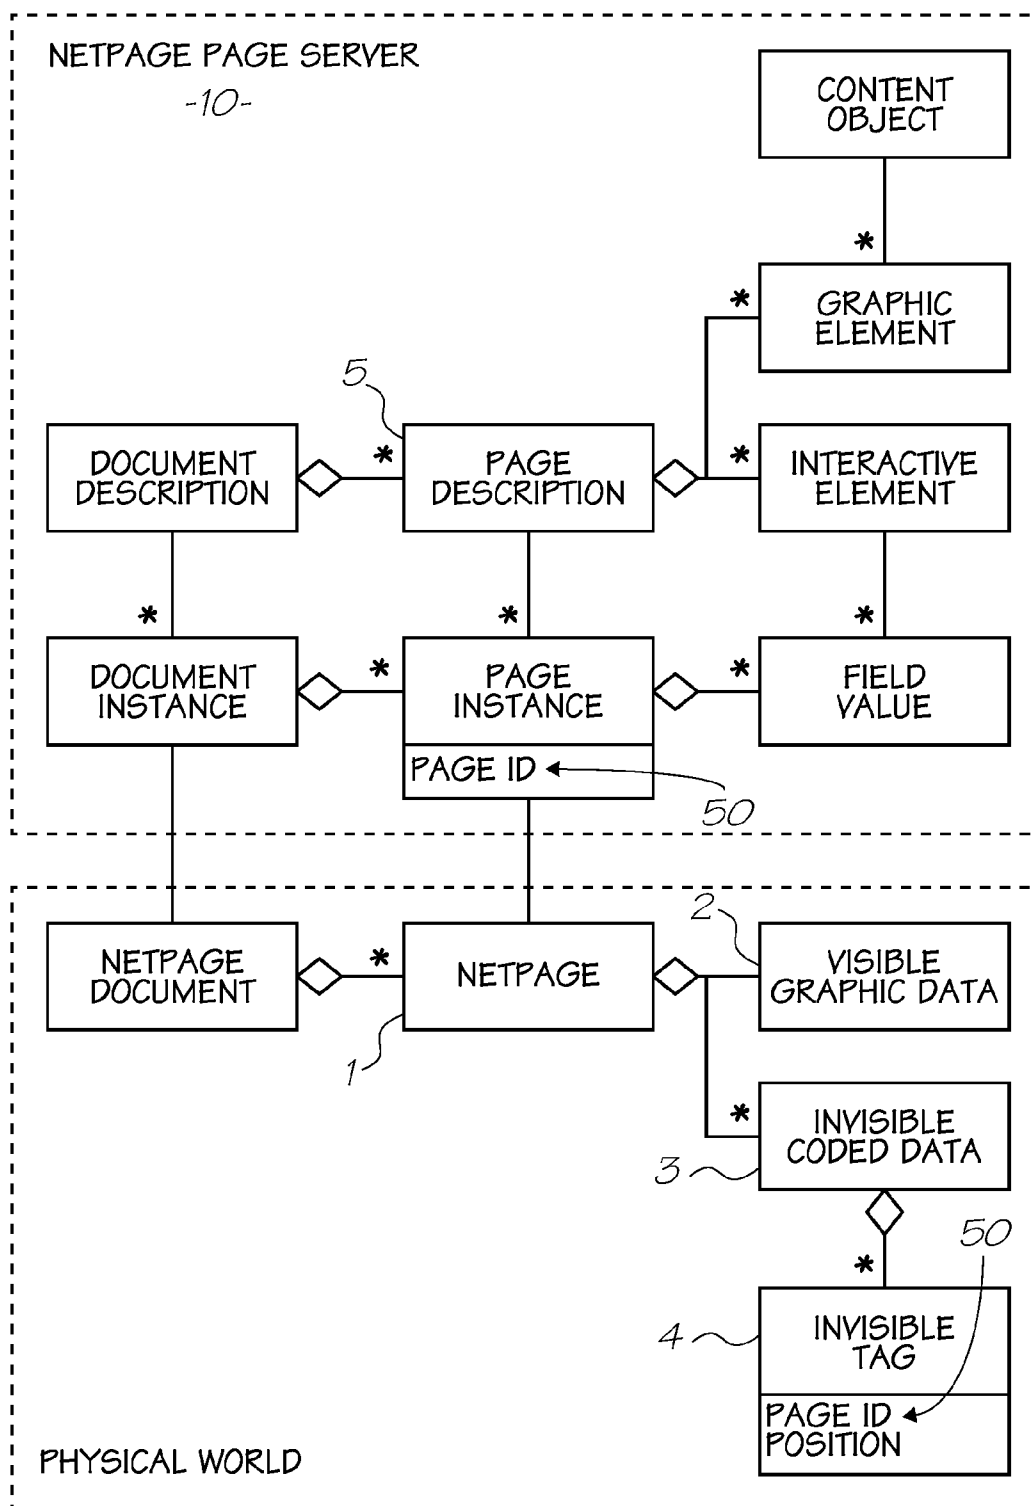 NETPAGE PAGE SERVER
-10-
CONTENT
OBJECT
*
*
GRAPHIC
ELEMENT
5
DOCUMENT
DESCRIPTION
*
PAGE
DESCRIPTION
*
INTERACTIVE
ELEMENT
*
*
*
DOCUMENT
INSTANCE
*
PAGE
INSTANCE
*
FIELD
VALUE
PAGE ID
50
2
NETPAGE
DOCUMENT
*
NETPAGE
VISIBLE
GRAPHIC DATA
1
*
INVISIBLE
CODED DATA
3
50
*
4
INVISIBLE
TAG
PAGE ID
POSITION
PHYSICAL WORLD